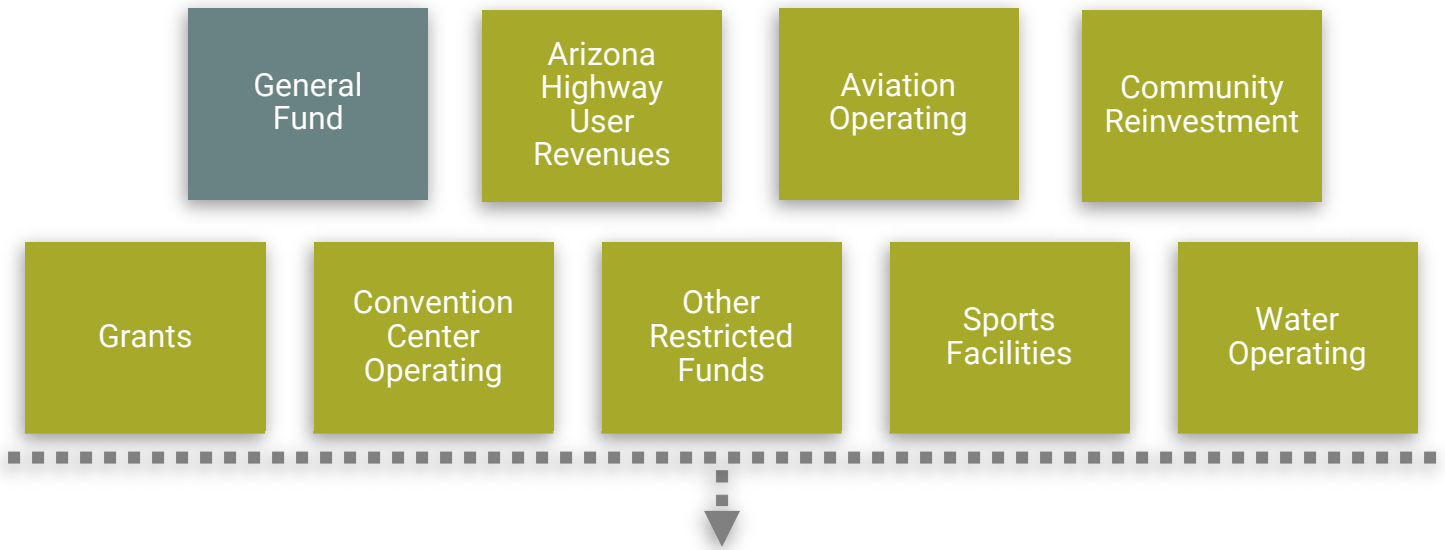 General
Fund
Arizona
Highway
User
Revenues
Aviation
Operating
Community
Reinvestment
Grants
Convention
Center
Operating
Other
Restricted
Funds
Sports
Facilities
Water
Operating